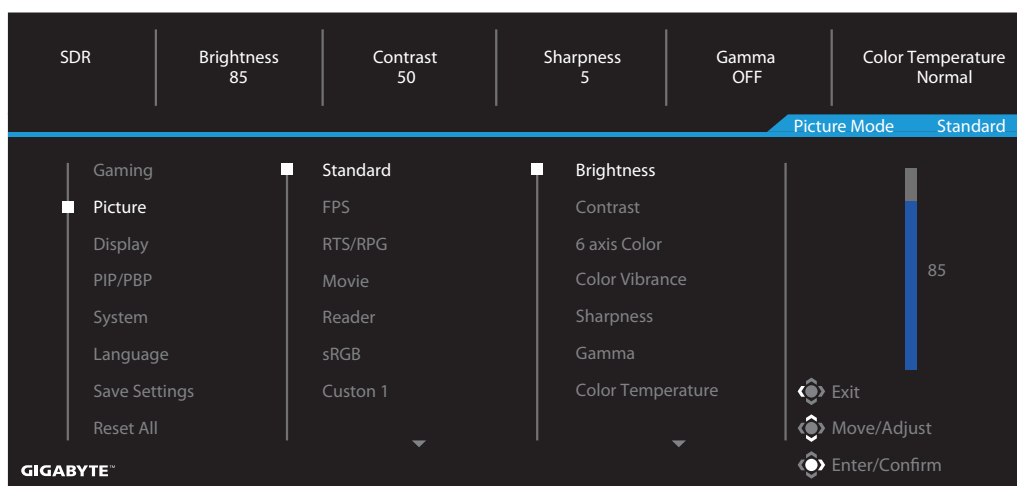 SDR
Brightness
85
Contrast
50
Sharpness
5
Gamma
OFF
Color Temperature
Normal
Picture Mode Standard
Gaming
Picture
Display
PIP/PBP
System
Language
Save Settings
Reset All
Standard
FPS
RTS/RPG
Movie
Reader
sRGB
Custon 1
Brightness
Contrast
6 axis Color
Color Vibrance
Sharpness
Gamma
Color Temperature
85
Exit
Move/Adjust
Enter/Confirm
GIGABYTE™